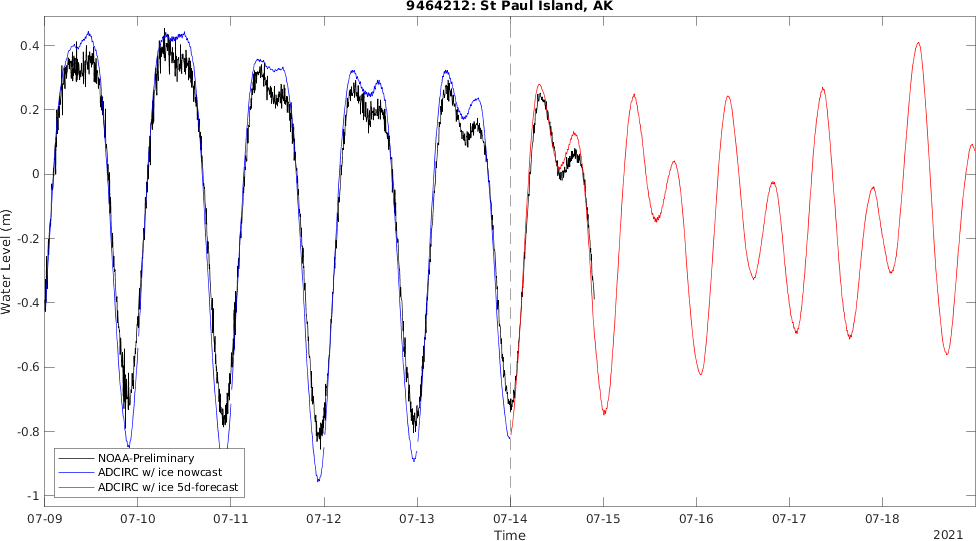 9464212: St Paul Island, AK
Water Level (m)
0.4
0.2
0
-0.2
-0.4
-0.6
-0.8
-1
NOAA-Preliminary
ADCIRC w/ ice nowcast
ADCIRC w/ ice 5d-forecast
07-09 07-10 07-11 07-12 07-13 07-14 07-15 07-16 07-17 07-18
Time
2021